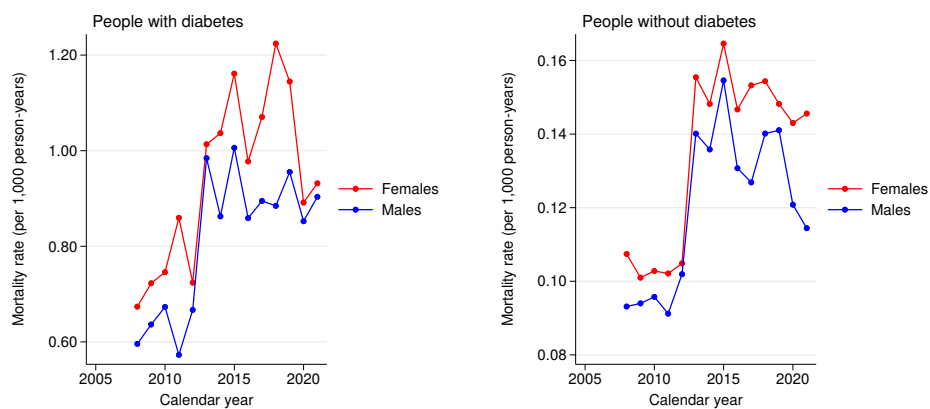 People with diabetes
Mortality rate (per 1,000 person-years)
1.20
1.00
0.80
0.60
2005 2010 2015 2020
Calendar year
Females
Males
People without diabetes
Mortality rate (per 1,000 person-years)
0.16
0.14
0.12
0.10
0.08
2005 2010 2015 2020
Calendar year
Females
Males